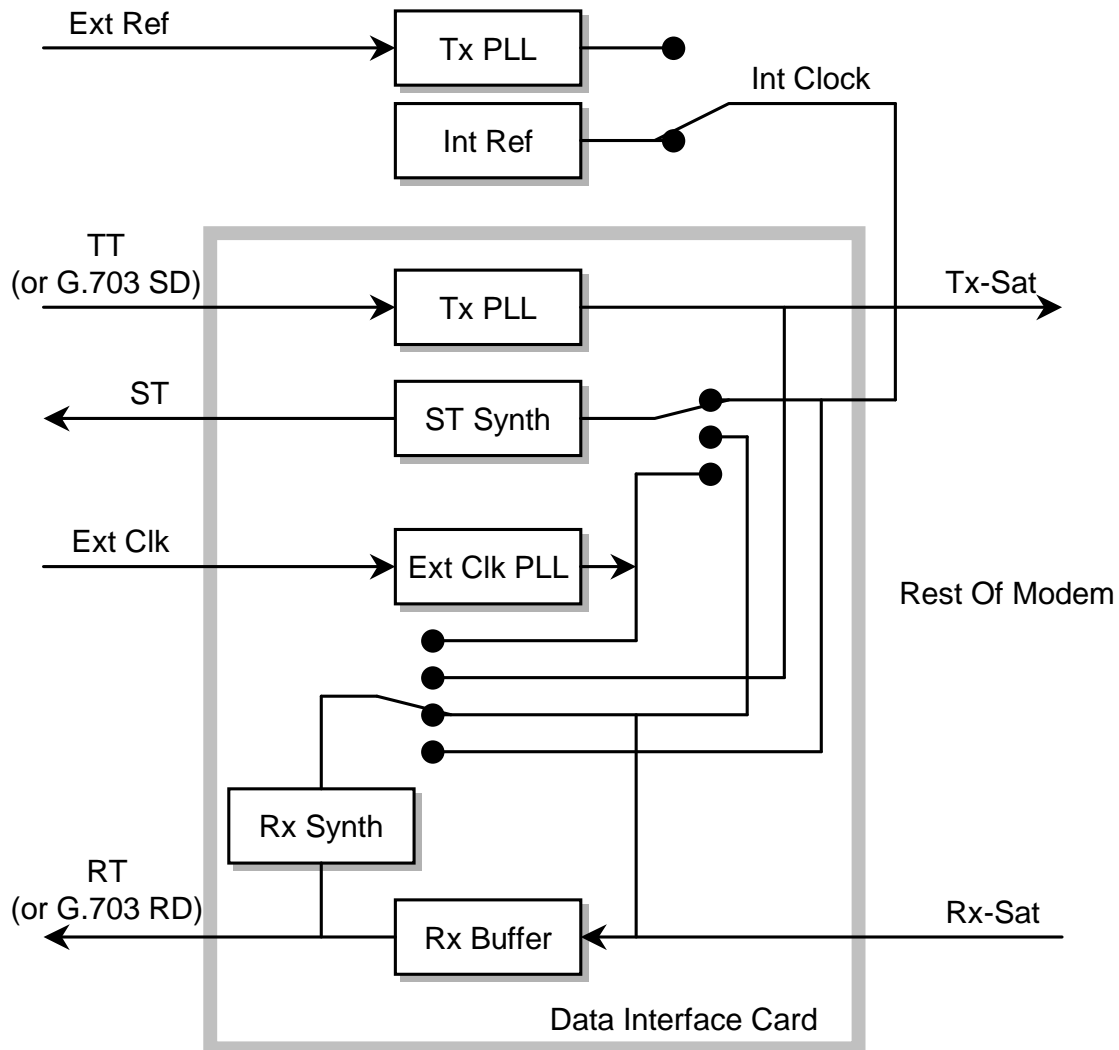 Ext Ref
Tx PLL
Int Clock
Int Ref
TT
(or G.703 SD)
Tx PLL
Tx-Sat
ST
ST Synth
Ext Clk
Ext Clk PLL
Rest Of Modem
Rx Synth
RT
(or G.703 RD)
Rx Buffer
Rx-Sat
Data Interface Card